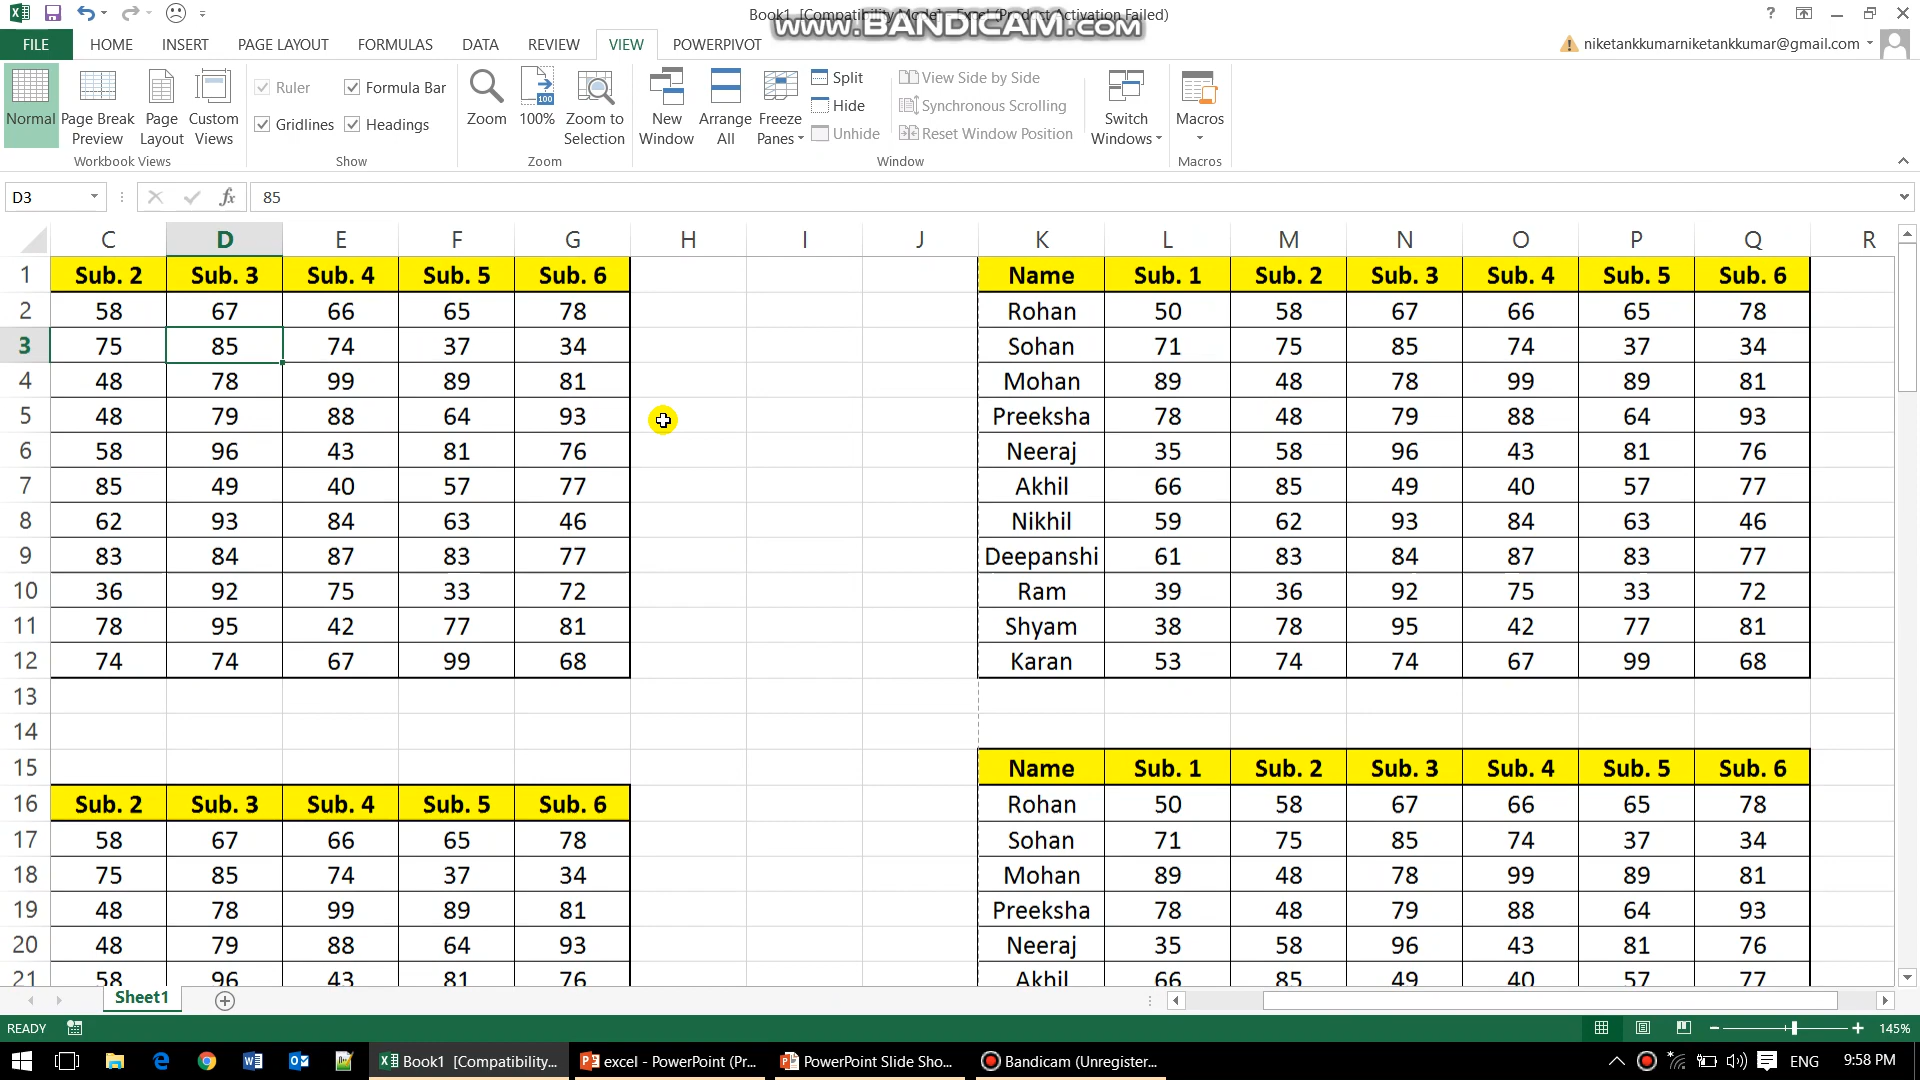 Book1 [Compatibility Mode] - Excel (Product Activation Failed)
www.BANDICAM.com
FILE HOME INSERT PAGE LAYOUT FORMULAS DATA REVIEW VIEW POWERPIVOT niketankkumarniketankkumar@gmail.com
Normal Page Break Preview Page Layout Custom Views
Workbook Views
Ruler Formula Bar
Gridlines Headings
Show
Zoom 100% Zoom to Selection
Zoom
New Window Arrange All Freeze Panes
Split
Hide
Unhide
View Side by Side
Synchronous Scrolling
Reset Window Position
Window
Switch Windows
Macros
Macros
D3 fx 85
C D E F G H I J K L M N O P Q R
1 Sub. 2 Sub. 3 Sub. 4 Sub. 5 Sub. 6 Name Sub. 1 Sub. 2 Sub. 3 Sub. 4 Sub. 5 Sub. 6
2 58 67 66 65 78 Rohan 50 58 67 66 65 78
3 75 85 74 37 34 Sohan 71 75 85 74 37 34
4 48 78 99 89 81 Mohan 89 48 78 99 89 81
5 48 79 88 64 93 Preeksha 78 48 79 88 64 93
6 58 96 43 81 76 Neeraj 35 58 96 43 81 76
7 85 49 40 57 77 Akhil 66 85 49 40 57 77
8 62 93 84 63 46 Nikhil 59 62 93 84 63 46
9 83 84 87 83 77 Deepanshi 61 83 84 87 83 77
10 36 92 75 33 72 Ram 39 36 92 75 33 72
11 78 95 42 77 81 Shyam 38 78 95 42 77 81
12 74 74 67 99 68 Karan 53 74 74 67 99 68
13
14
15 Name Sub. 1 Sub. 2 Sub. 3 Sub. 4 Sub. 5 Sub. 6
16 Sub. 2 Sub. 3 Sub. 4 Sub. 5 Sub. 6 Rohan 50 58 67 66 65 78
17 58 67 66 65 78 Sohan 71 75 85 74 37 34
18 75 85 74 37 34 Mohan 89 48 78 99 89 81
19 48 78 99 89 81 Preeksha 78 48 79 88 64 93
20 48 79 88 64 93 Neeraj 35 58 96 43 81 76
21 58 96 43 81 76 Akhil 66 85 49 40 57 77
Sheet1
READY 145%
Book1 [Compatibility... excel - PowerPoint (Pr... PowerPoint Slide Sho... Bandicam (Unregister... ENG 9:58 PM